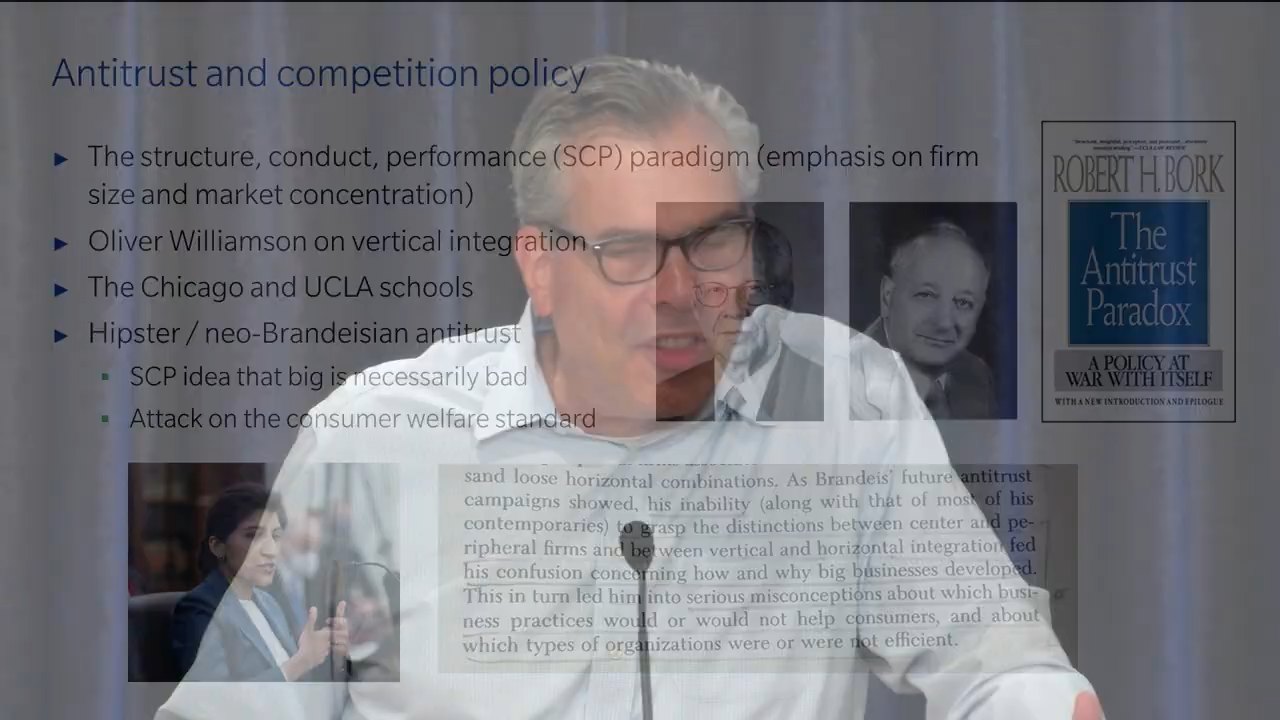 Antitrust and competition policy
The structure, conduct, performance (SCP) paradigm (emphasis on firm
size and market concentration)
Oliver Williamson on vertical integration
The Chicago and UCLA schools
Hipster / neo-Brandeisian antitrust
SCP idea that big is necessarily bad
Attack on the consumer welfare standard
ROBERT H. BORK
The
Antitrust
Paradox
A POLICY AT
WAR WITH ITSELF
WITH A NEW INTRODUCTION AND EPILOGUE
sand loose horizontal combinations. As Brandeis' future antitrust
campaigns showed, his inability (along with that of most of his
contemporaries) to grasp the distinctions between center and pe-
ripheral firms and between vertical and horizontal integration fed
his confusion concerning how and why big businesses developed.
This in turn led him into serious misconceptions about which busi-
ness practices would or would not help consumers, and about
which types of organizations were or were not efficient.